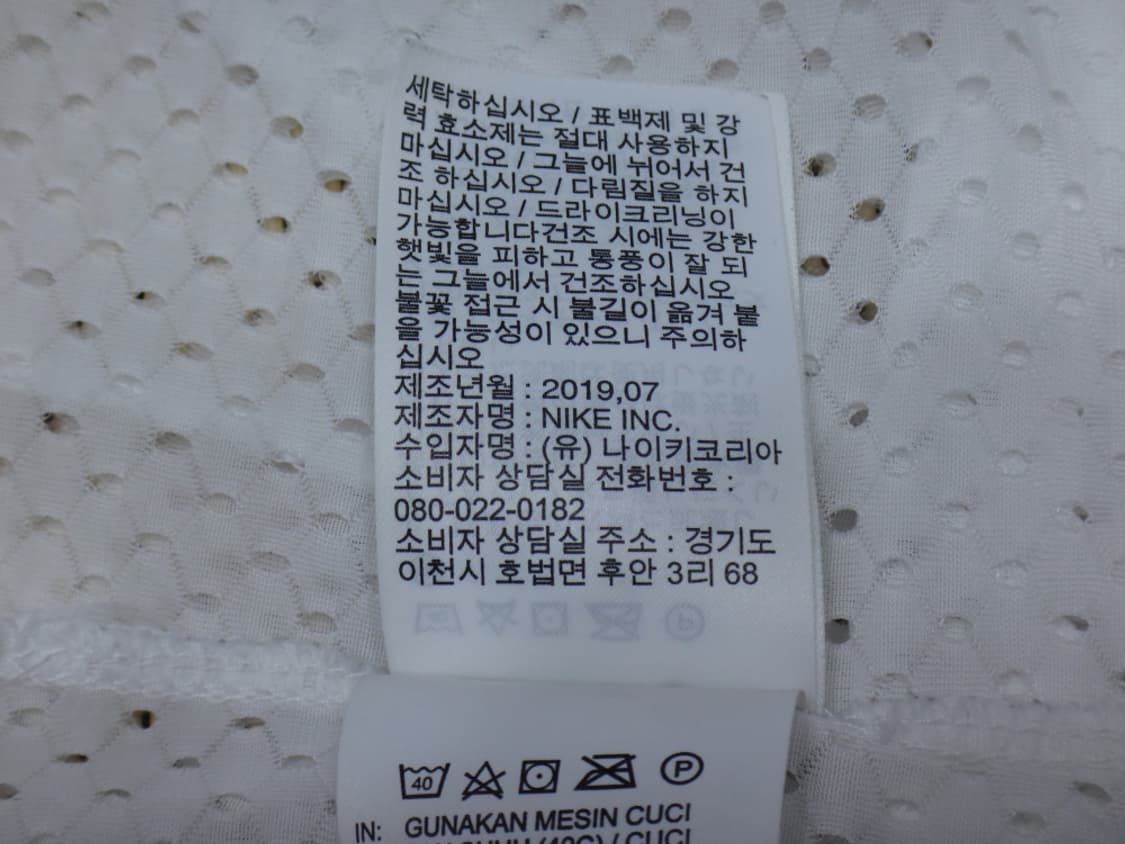 세탁하십시오 / 표백제 및 강
력 효소제는 절대 사용하지
마십시오 / 그늘에 뉘어서 건
조 하십시오 / 다림질을 하지
마십시오 / 드라이크리닝이
가능합니다건조 시에는 강한
햇빛을 피하고 통풍이 잘 되
는 그늘에서 건조하십시오
불꽃 접근 시 불길이 옮겨 붙
을 가능성이 있으니 주의하
십시오
제조년월 : 2019,07
제조자명 : NIKE INC.
수입자명 : (유) 나이키코리아
소비자 상담실 전화번호 :
080-022-0182
소비자 상담실 주소 : 경기도
이천시 호법면 후안 3리 68
40 P
IN: GUNAKAN MESIN CUCI
(40C) / CUCI